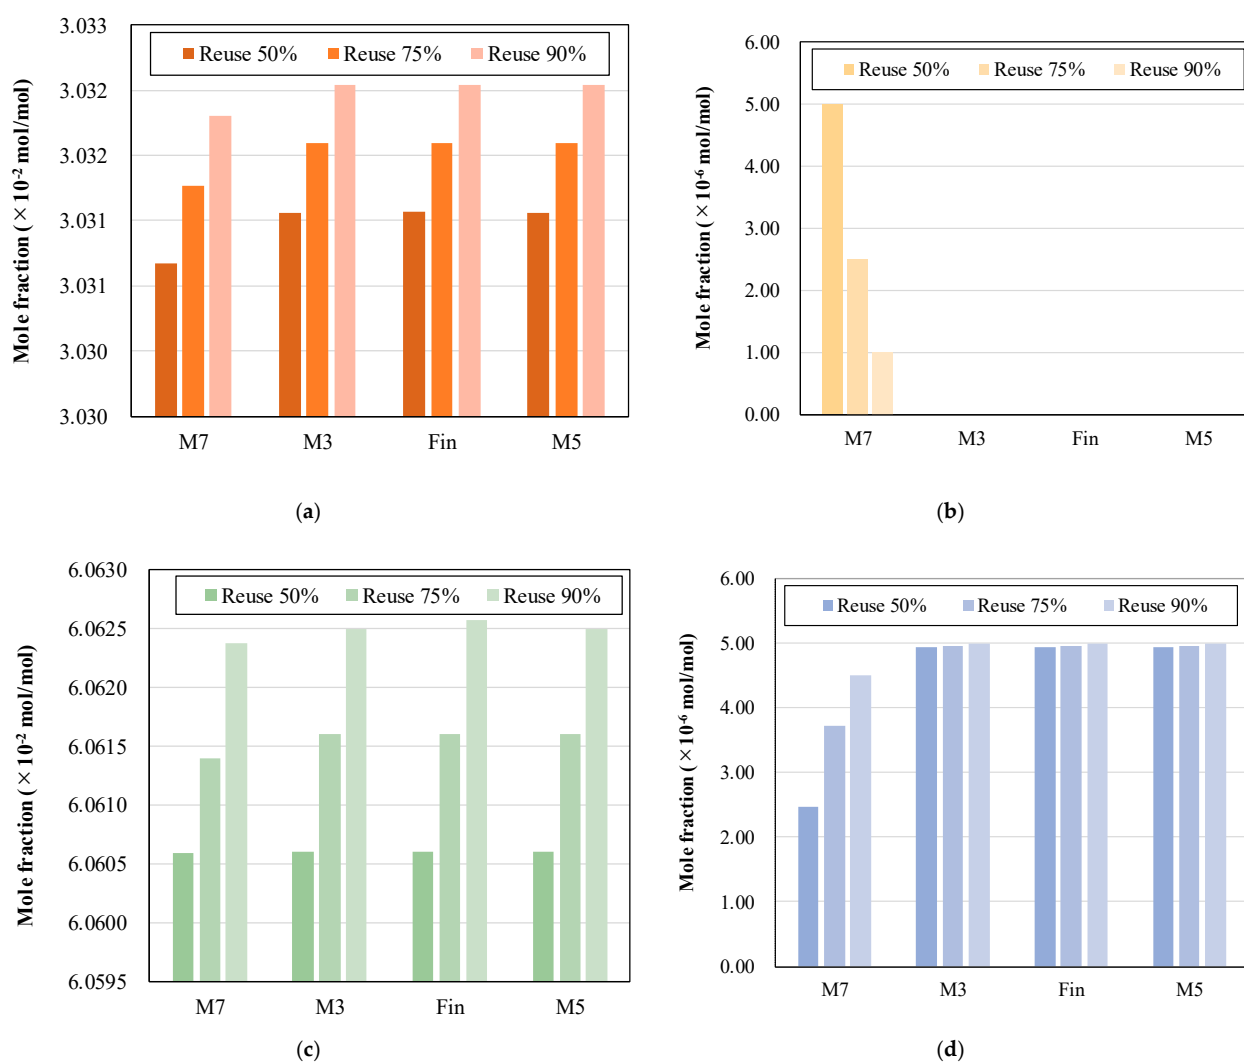 3.033
3.032
3.032
3.031
3.031
3.030
3.030
Mole fraction (×10-2 mol/mol)
Reuse 50% Reuse 75% Reuse 90%
M7 M3 Fin M5
(a)
6.00
5.00
4.00
3.00
2.00
1.00
0.00
Mole fraction (×10-6 mol/mol)
Reuse 50% Reuse 75% Reuse 90%
M7 M3 Fin M5
(b)
6.0630
6.0625
6.0620
6.0615
6.0610
6.0605
6.0600
6.0595
Mole fraction (×10-2 mol/mol)
Reuse 50% Reuse 75% Reuse 90%
M7 M3 Fin M5
(c)
6.00
5.00
4.00
3.00
2.00
1.00
0.00
Mole fraction (×10-6 mol/mol)
Reuse 50% Reuse 75% Reuse 90%
M7 M3 Fin M5
(d)